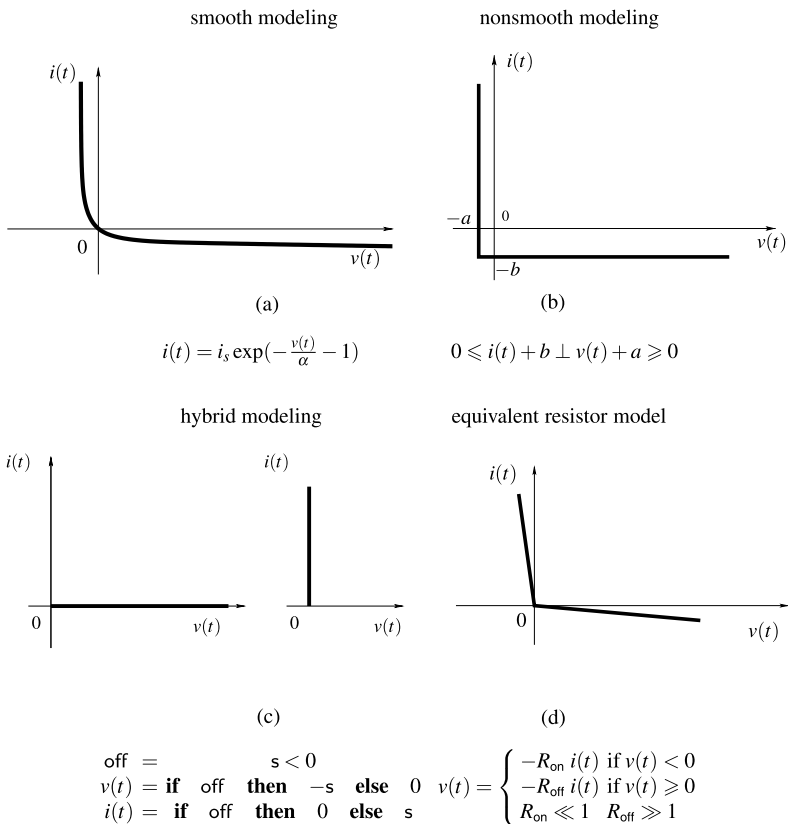 smooth modeling
nonsmooth modeling
i(t)
0
v(t)
(a)
i(t) = i_s exp(−v(t)/α − 1)
i(t)
−a
0
v(t)
−b
(b)
0 ⩽ i(t) + b ⊥ v(t) + a ⩾ 0
hybrid modeling
equivalent resistor model
i(t)
0
v(t)
i(t)
0
v(t)
(c)
i(t)
0
v(t)
(d)
off = s < 0
v(t) = if off then −s else 0
i(t) = if off then 0 else s
v(t) = { −R_on i(t) if v(t) < 0
−R_off i(t) if v(t) ⩾ 0
R_on ≪ 1 R_off ≫ 1